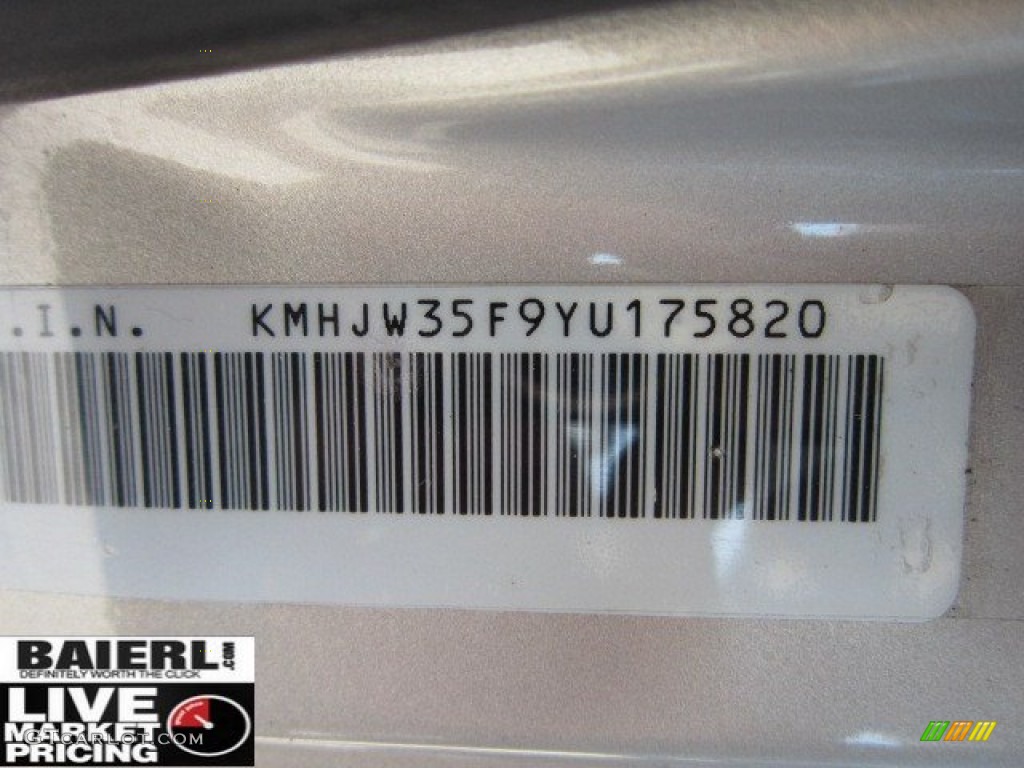 .I.N. KMHJW35F9YU175820
BAIERL.COM
DEFINITELY WORTH THE CLICK
LIVE
MARKET
GTCARLOT.COM
PRICING